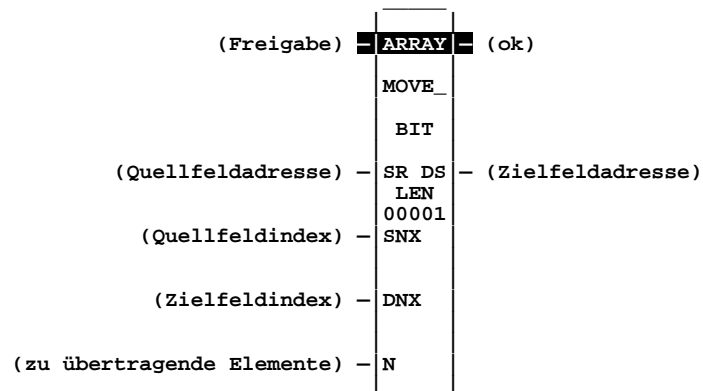 (Freigabe) ARRAY (ok)
MOVE_
BIT
(Quellfeldadresse) SR DS (Zielfeldadresse)
LEN
00001
(Quellfeldindex) SNX
(Zielfeldindex) DNX
(zu übertragende Elemente) N